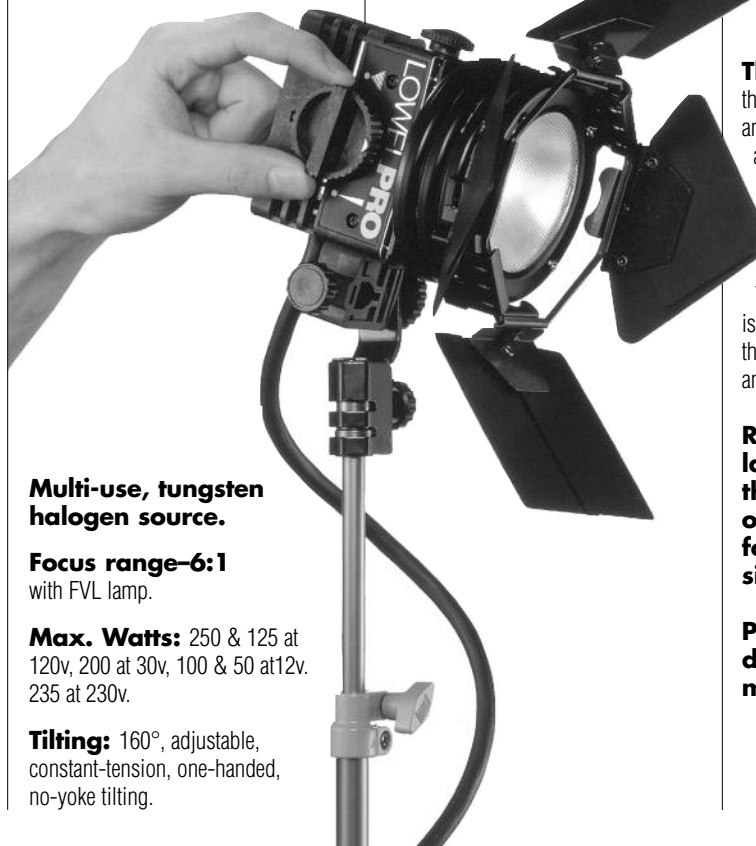 LOWEL PRO
Multi-use, tungsten
halogen source.
Focus range–6:1
with FVL lamp.
Max. Watts: 250 & 125 at
120v, 200 at 30v, 100 & 50 at12v.
235 at 230v.
Tilting: 160°, adjustable,
constant-tension, one-handed,
no-yoke tilting.
is